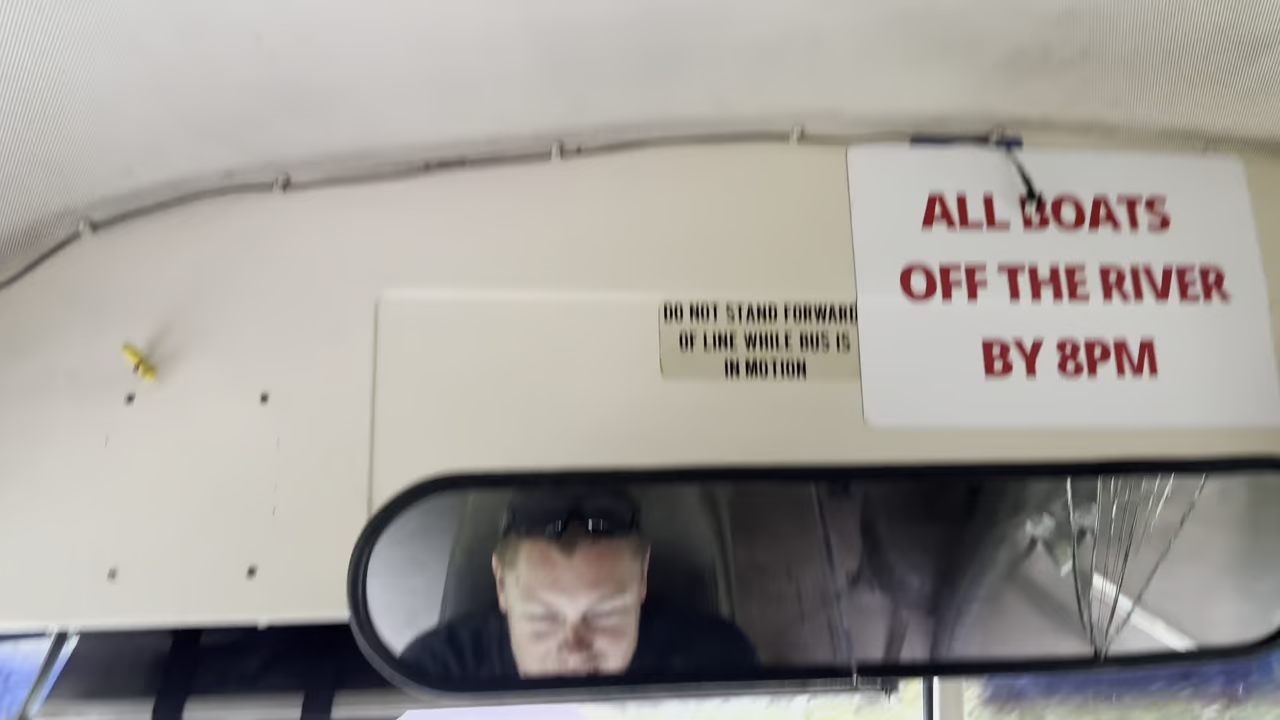 DO NOT STAND FORWARD
OF LINE WHILE BUS IS
IN MOTION
ALL BOATS
OFF THE RIVER
BY 8PM